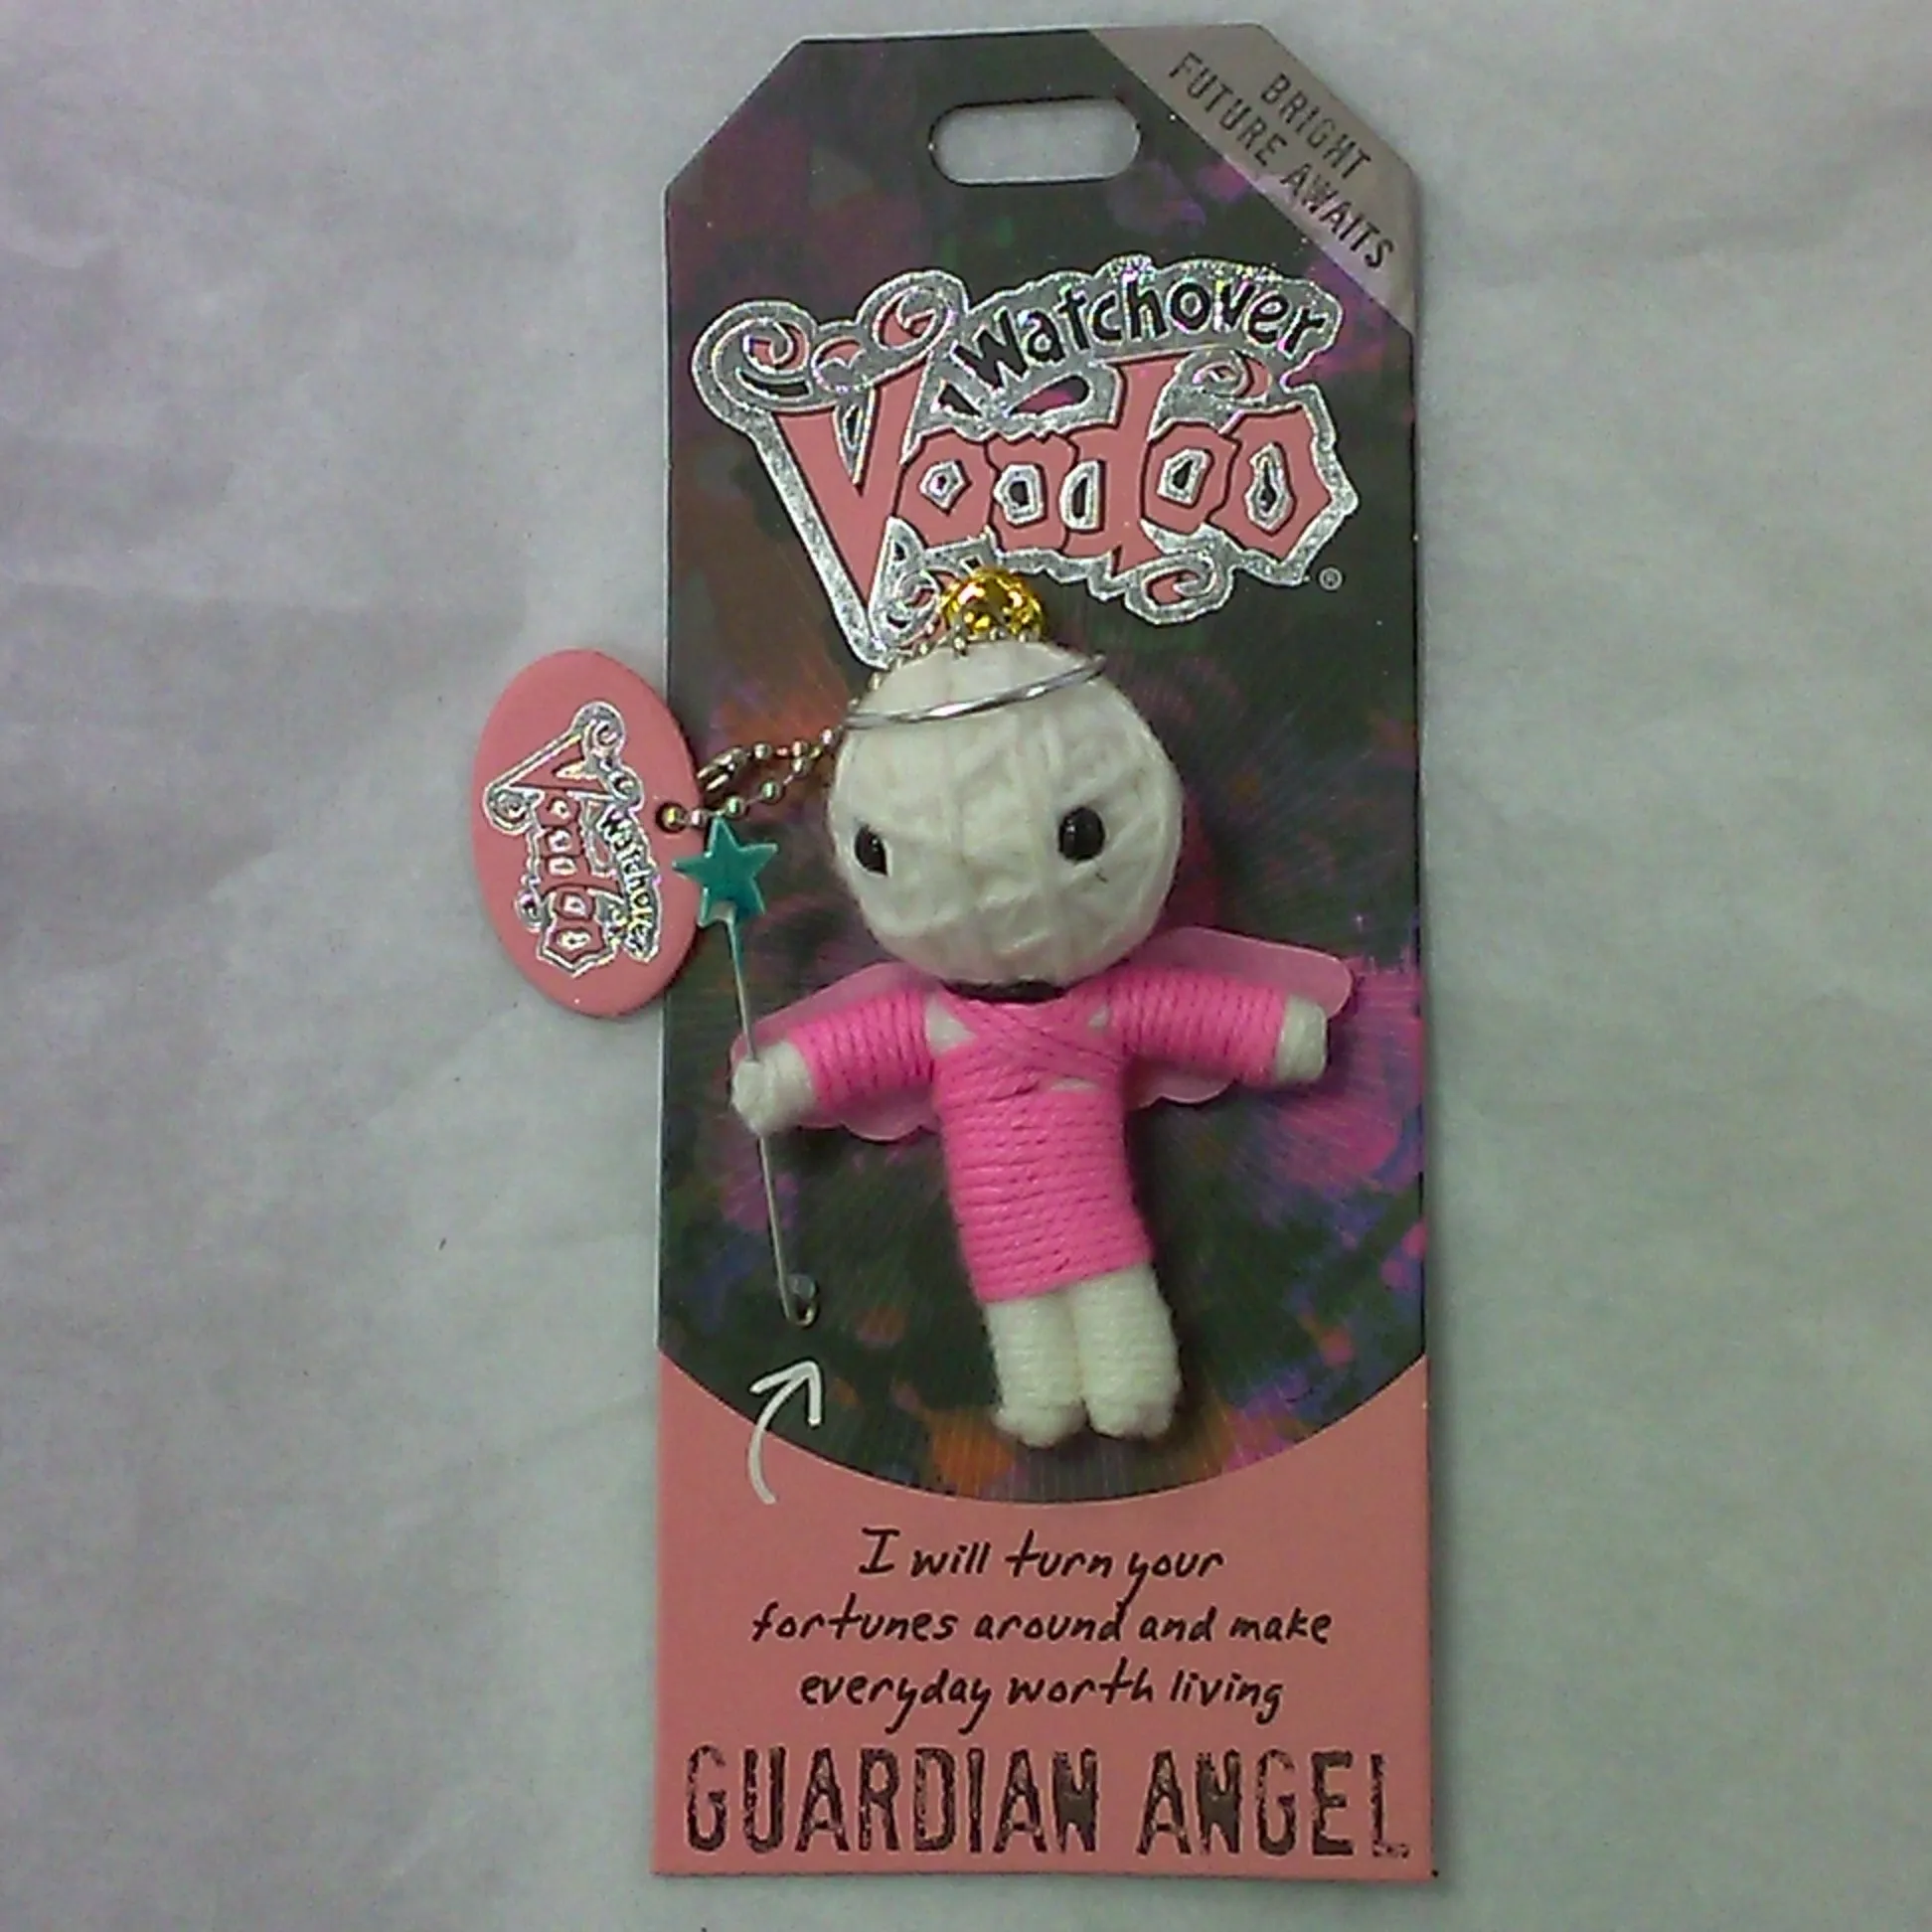 BRIGHT
FUTURE AWAITS
Watchover
Voodoo
®
Watchover
Voodoo
I will turn your
fortunes around and make
everyday worth living
GUARDIAN ANGEL